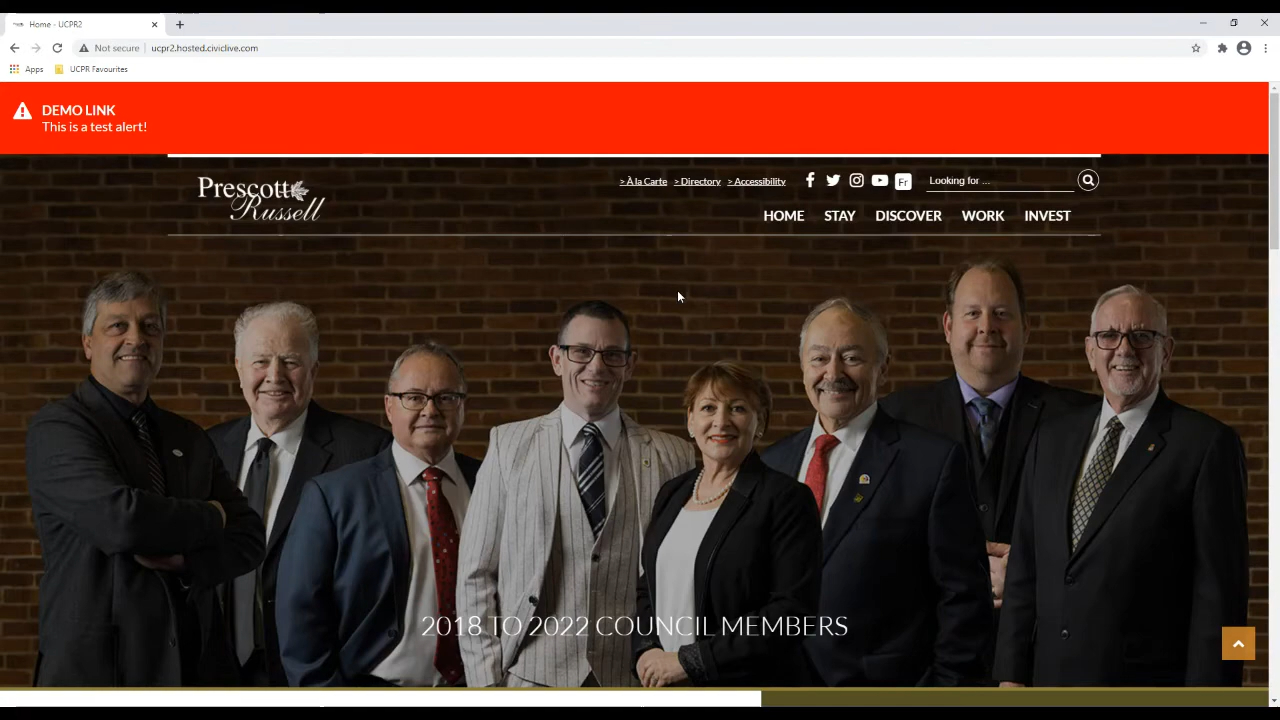 Home - UCPR2
Not secure
ucpr2.hosted.civiclive.com
Apps
UCPR Favourites
DEMO LINK
This is a test alert!
Prescott
Russell
> À la Carte > Directory > Accessibility
Fr
Looking for ...
HOME STAY DISCOVER WORK INVEST
2018 TO 2022 COUNCIL MEMBERS